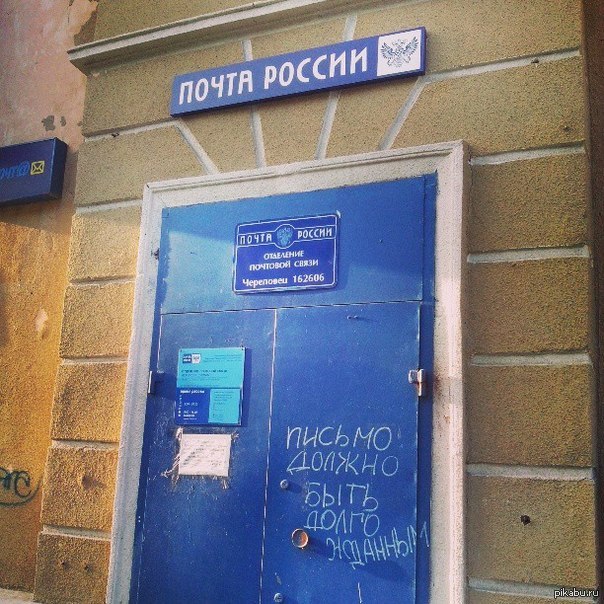 ПОЧТА РОССИИ
ПОЧТА РОССИИ
ОТДЕЛЕНИЕ
ПОЧТОВОЙ СВЯЗИ
Череповец 162606
ПИСЬМО
ДОЛЖНО
БЫТЬ
ДОЛГО
ЖДАННЫМ
pikabu.ru